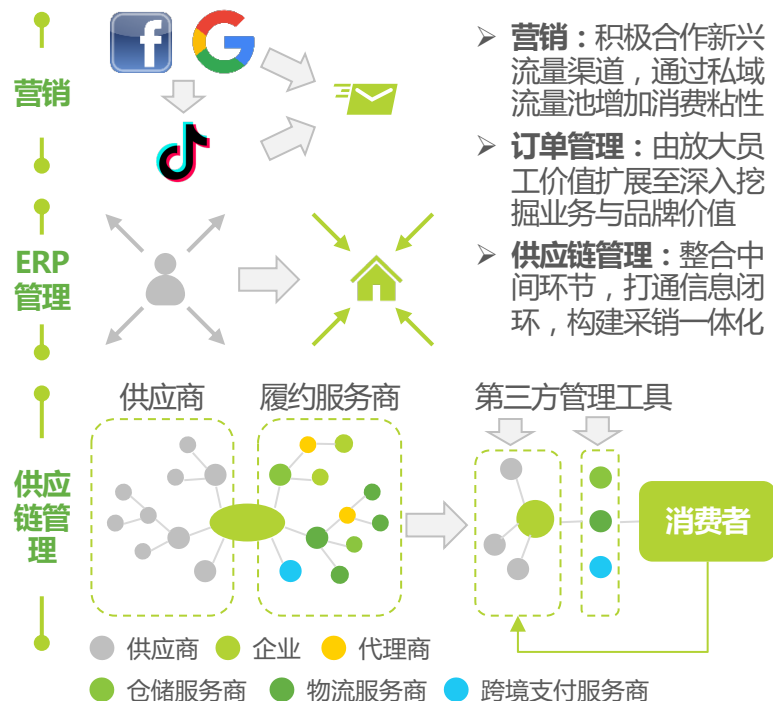 营销
➢ 营销：积极合作新兴
流量渠道，通过私域
流量池增加消费粘性
➢ 订单管理：由放大员
工价值扩展至深入挖
掘业务与品牌价值
ERP
管理
➢ 供应链管理：整合中
间环节，打通信息闭
环，构建采销一体化
供应商 履约服务商 第三方管理工具
供应
链管
理
消费者
供应商 企业 代理商
仓储服务商 物流服务商 跨境支付服务商